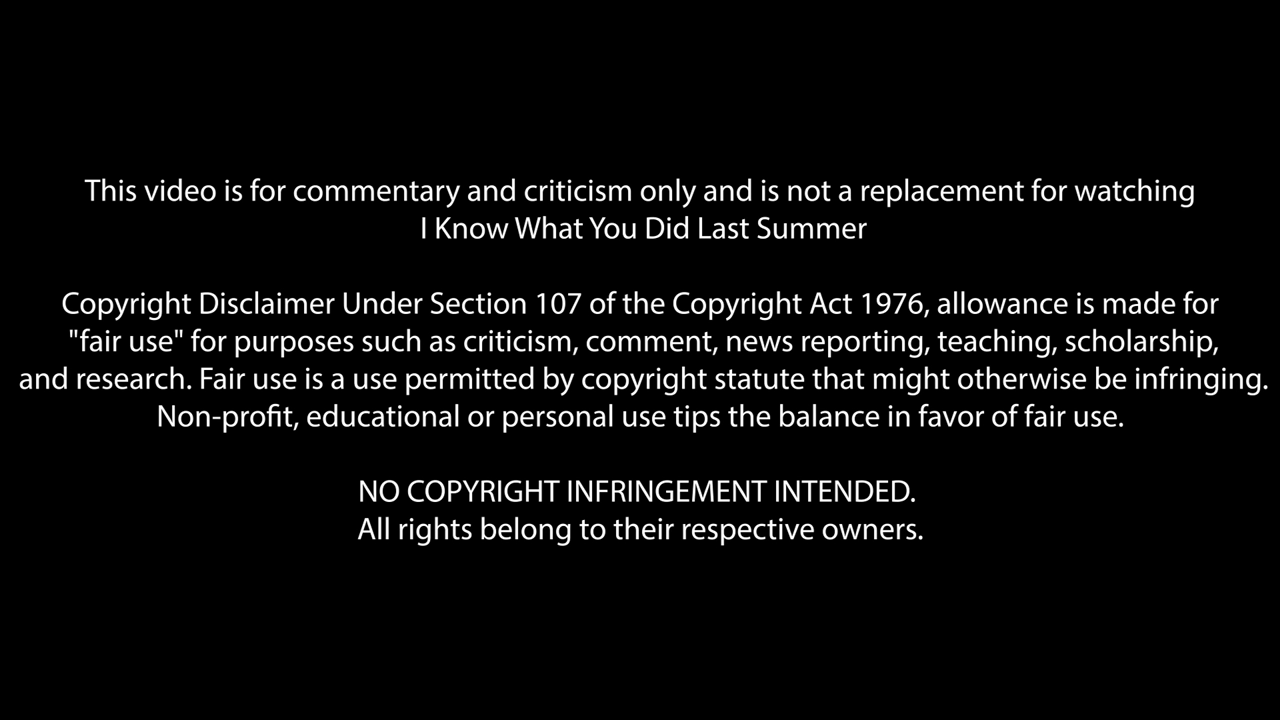 This video is for commentary and criticism only and is not a replacement for watching
I Know What You Did Last Summer
Copyright Disclaimer Under Section 107 of the Copyright Act 1976, allowance is made for
"fair use" for purposes such as criticism, comment, news reporting, teaching, scholarship,
and research. Fair use is a use permitted by copyright statute that might otherwise be infringing.
Non-profit, educational or personal use tips the balance in favor of fair use.
NO COPYRIGHT INFRINGEMENT INTENDED.
All rights belong to their respective owners.